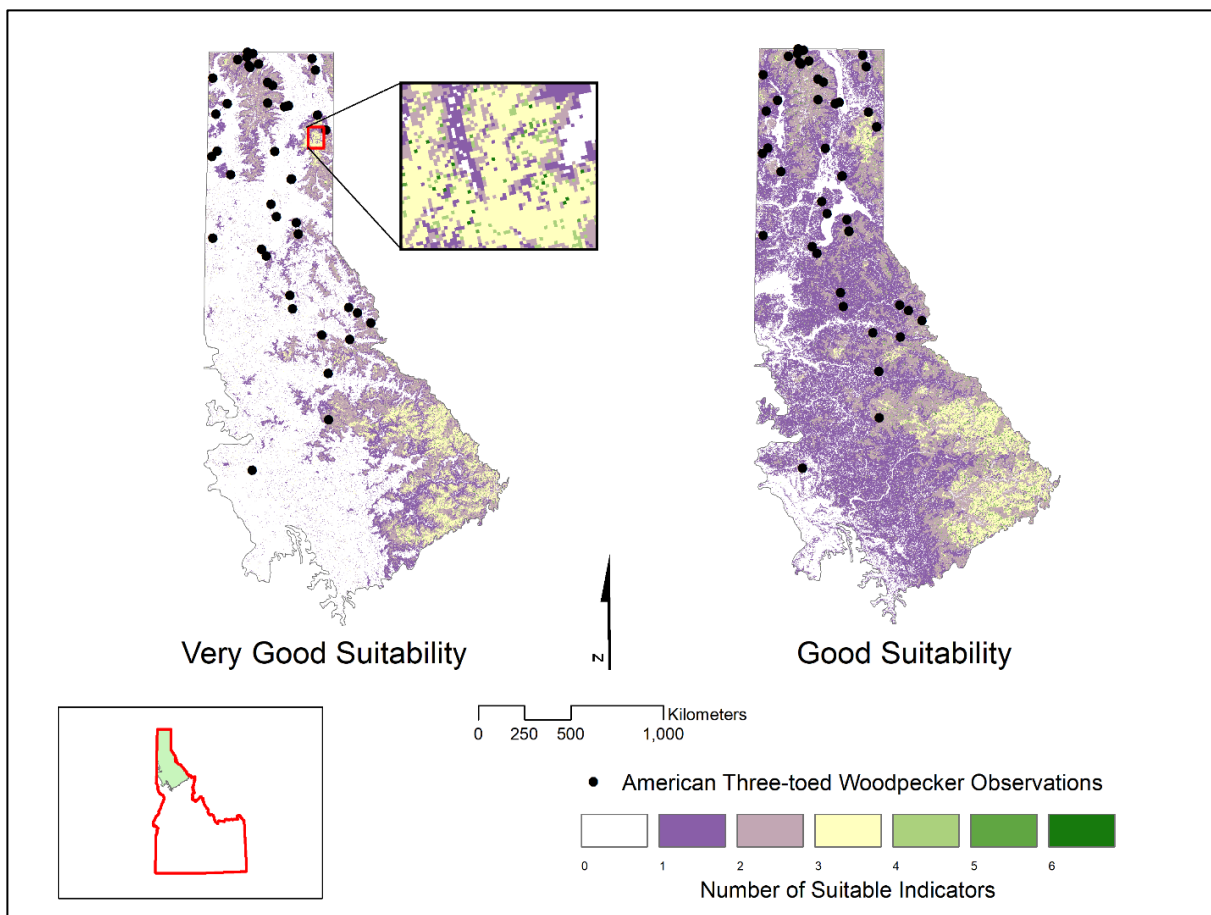 Very Good Suitability
Good Suitability
N
Kilometers
0 250 500 1,000
American Three-toed Woodpecker Observations
0 1 2 3 4 5 6
Number of Suitable Indicators